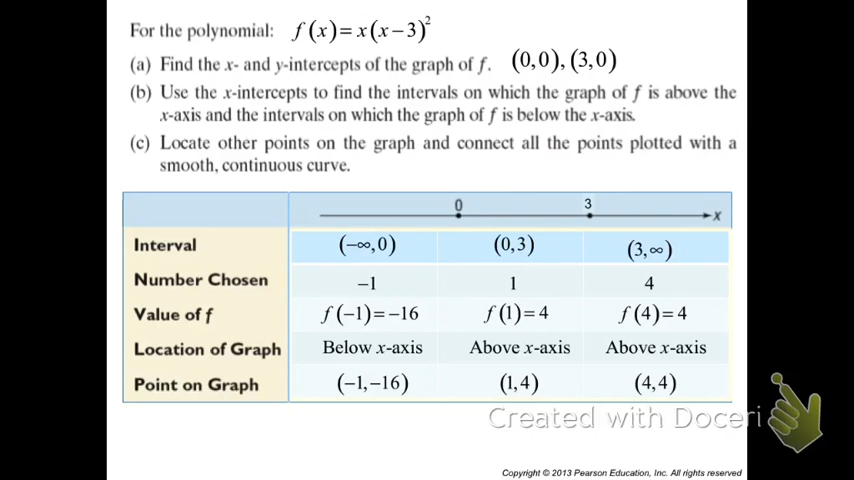 For the polynomial: f(x)=x(x−3)²
(a) Find the x- and y-intercepts of the graph of f. (0,0),(3,0)
(b) Use the x-intercepts to find the intervals on which the graph of f is above the
x-axis and the intervals on which the graph of f is below the x-axis.
(c) Locate other points on the graph and connect all the points plotted with a
smooth, continuous curve.
0 3
x
Interval (−∞,0) (0,3) (3,∞)
Number Chosen −1 1 4
Value of f f(−1)=−16 f(1)=4 f(4)=4
Location of Graph Below x-axis Above x-axis Above x-axis
Point on Graph (−1,−16) (1,4) (4,4)
Created with Doceri
Copyright © 2013 Pearson Education, Inc. All rights reserved